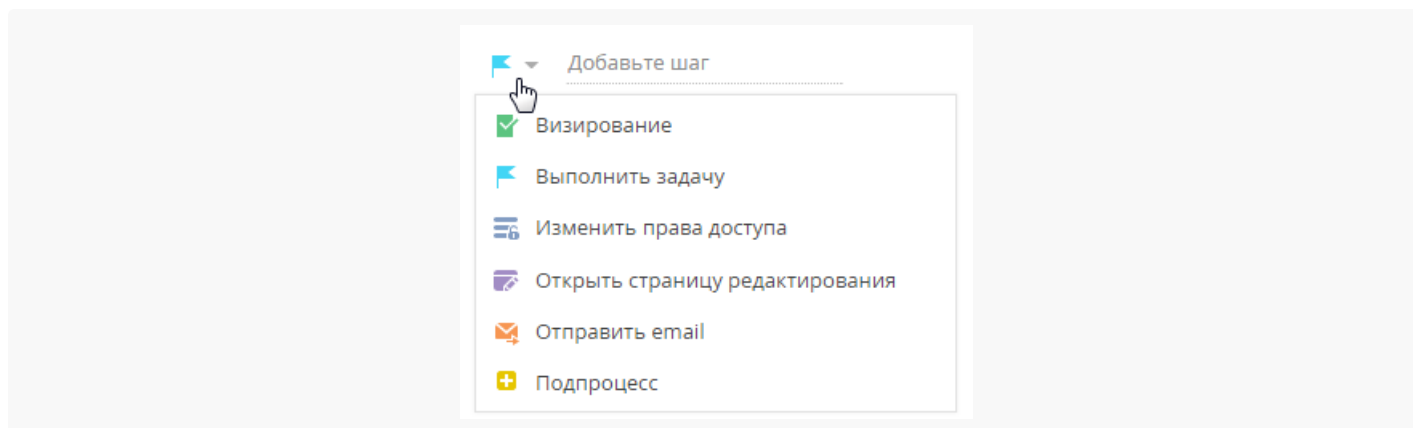 Добавьте шаг
Визирование
Выполнить задачу
Изменить права доступа
Открыть страницу редактирования
Отправить email
Подпроцесс